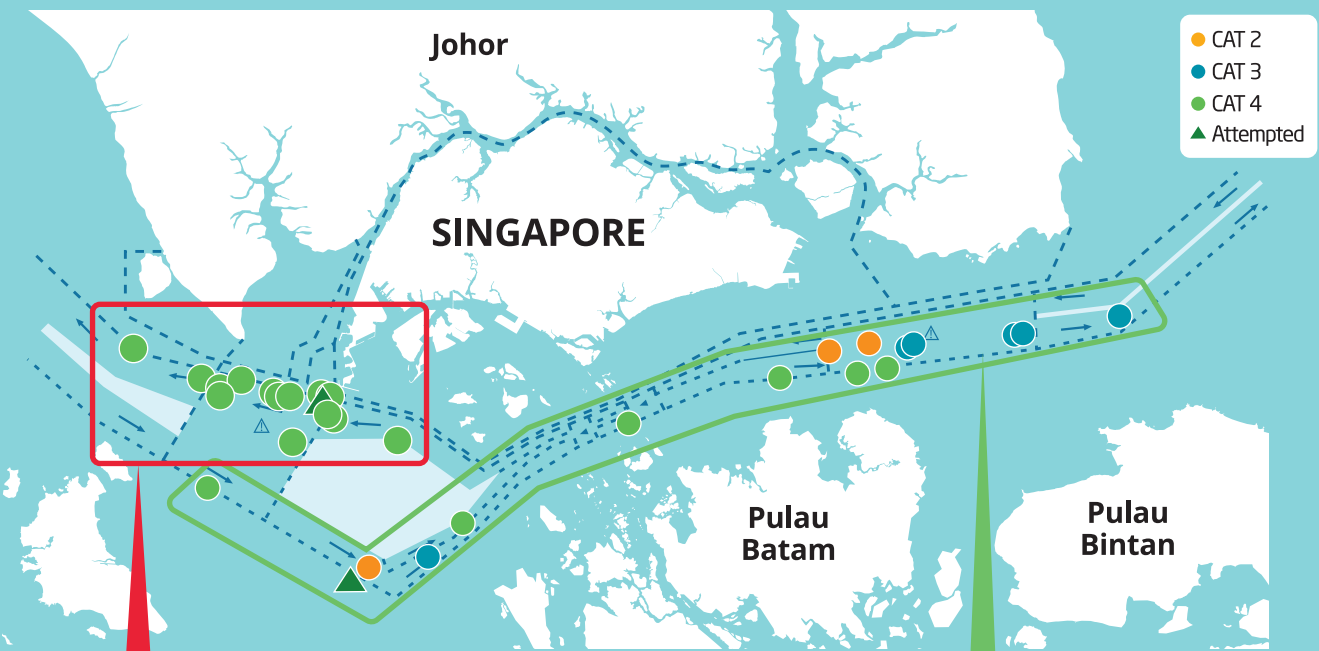 Johor
SINGAPORE
CAT 2
CAT 3
CAT 4
Attempted
Pulau
Batam
Pulau
Bintan